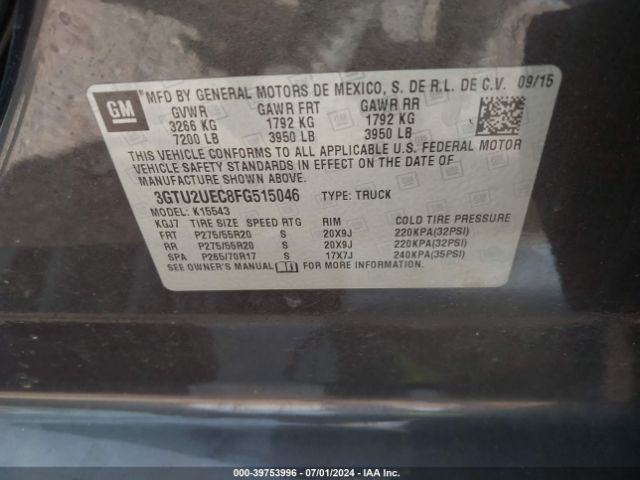 GM
MFD BY GENERAL MOTORS DE MEXICO, S. DE R.L. DE C.V. 09/15
GVWR GAWR FRT GAWR RR
3266 KG 1792 KG 1792 KG
7200 LB 3950 LB 3950 LB
THIS VEHICLE CONFORMS TO ALL APPLICABLE U.S. FEDERAL MOTOR
VEHICLE SAFETY STANDARDS IN EFFECT ON THE DATE OF
MANUFACTURE SHOWN ABOVE.
3GTU2UEC8FG515046 TYPE: TRUCK
MODEL: K15543
KGJ7 TIRE SIZE SPEED RTG RIM COLD TIRE PRESSURE
FRT P275/55R20 S 20X9J 220KPA(32PSI)
RR P275/55R20 S 20X9J 220KPA(32PSI)
SPA P265/70R17 S 17X7J 240KPA(35PSI)
SEE OWNER'S MANUAL FOR MORE INFORMATION.
Stock No: 39753996 - 07/01/2024 - IAA Inc.